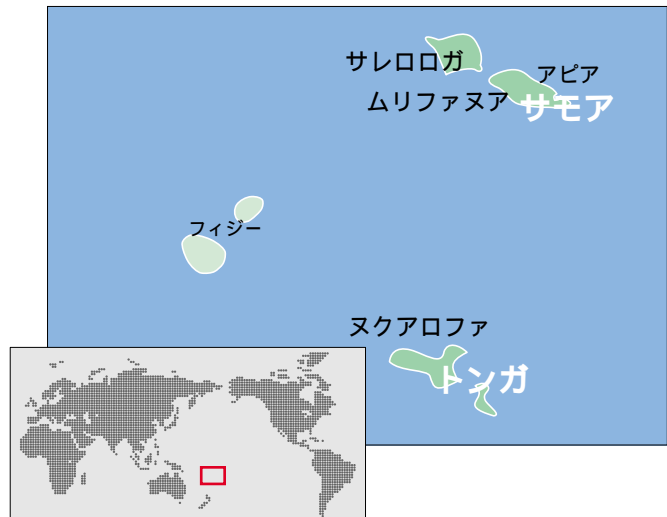 サレロロガ
アピア
ムリファヌア
サモア
フィジー
ヌクアロファ
トンガ